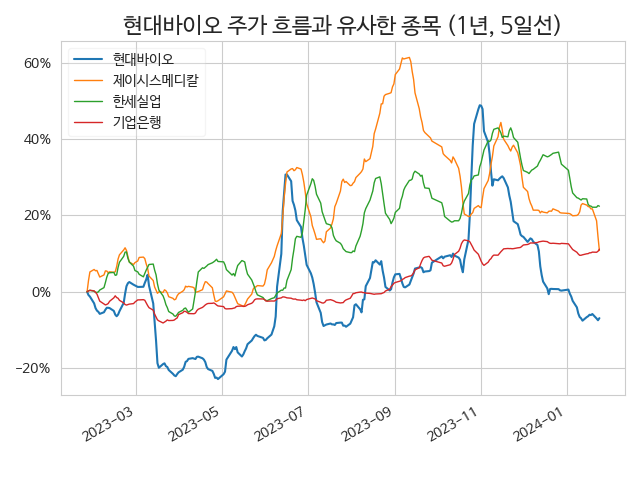 현대바이오 주가 흐름과 유사한 종목 (1년, 5일선)
현대바이오
제이시스메디칼
한세실업
기업은행
60%
40%
20%
0%
−20%
2023-03
2023-05
2023-07
2023-09
2023-11
2024-01